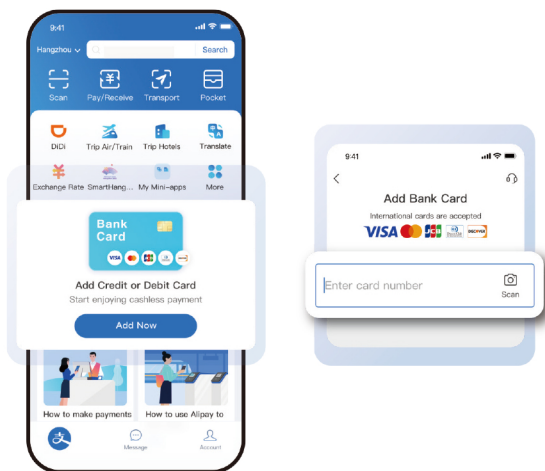 9:41
Hangzhou
Search
Scan Pay/Receive Transport Pocket
DiDi Trip Air/Train Trip Hotels Translate
Exchange Rate SmartHang... My Mini-apps More
Bank
Card
VISA JCB
Add Credit or Debit Card
Start enjoying cashless payment
Add Now
How to make payments How to use Alipay to
支
Message Account
9:41
Add Bank Card
International cards are accepted
VISA JCB DISCOVER
Enter card number
Scan